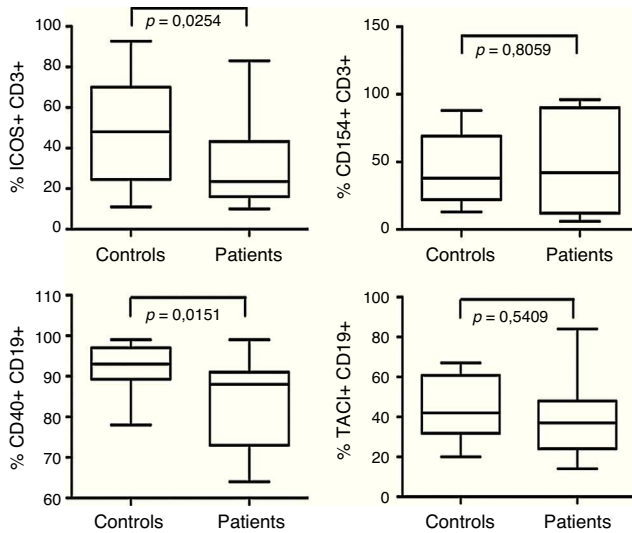 p = 0,0254
% ICOS+ CD3+
100
80
60
40
20
0
Controls Patients
p = 0,8059
% CD154+ CD3+
150
100
50
0
Controls Patients
p = 0,0151
% CD40+ CD19+
110
100
90
80
70
60
Controls Patients
p = 0,5409
% TACI+ CD19+
100
80
60
40
20
0
Controls Patients